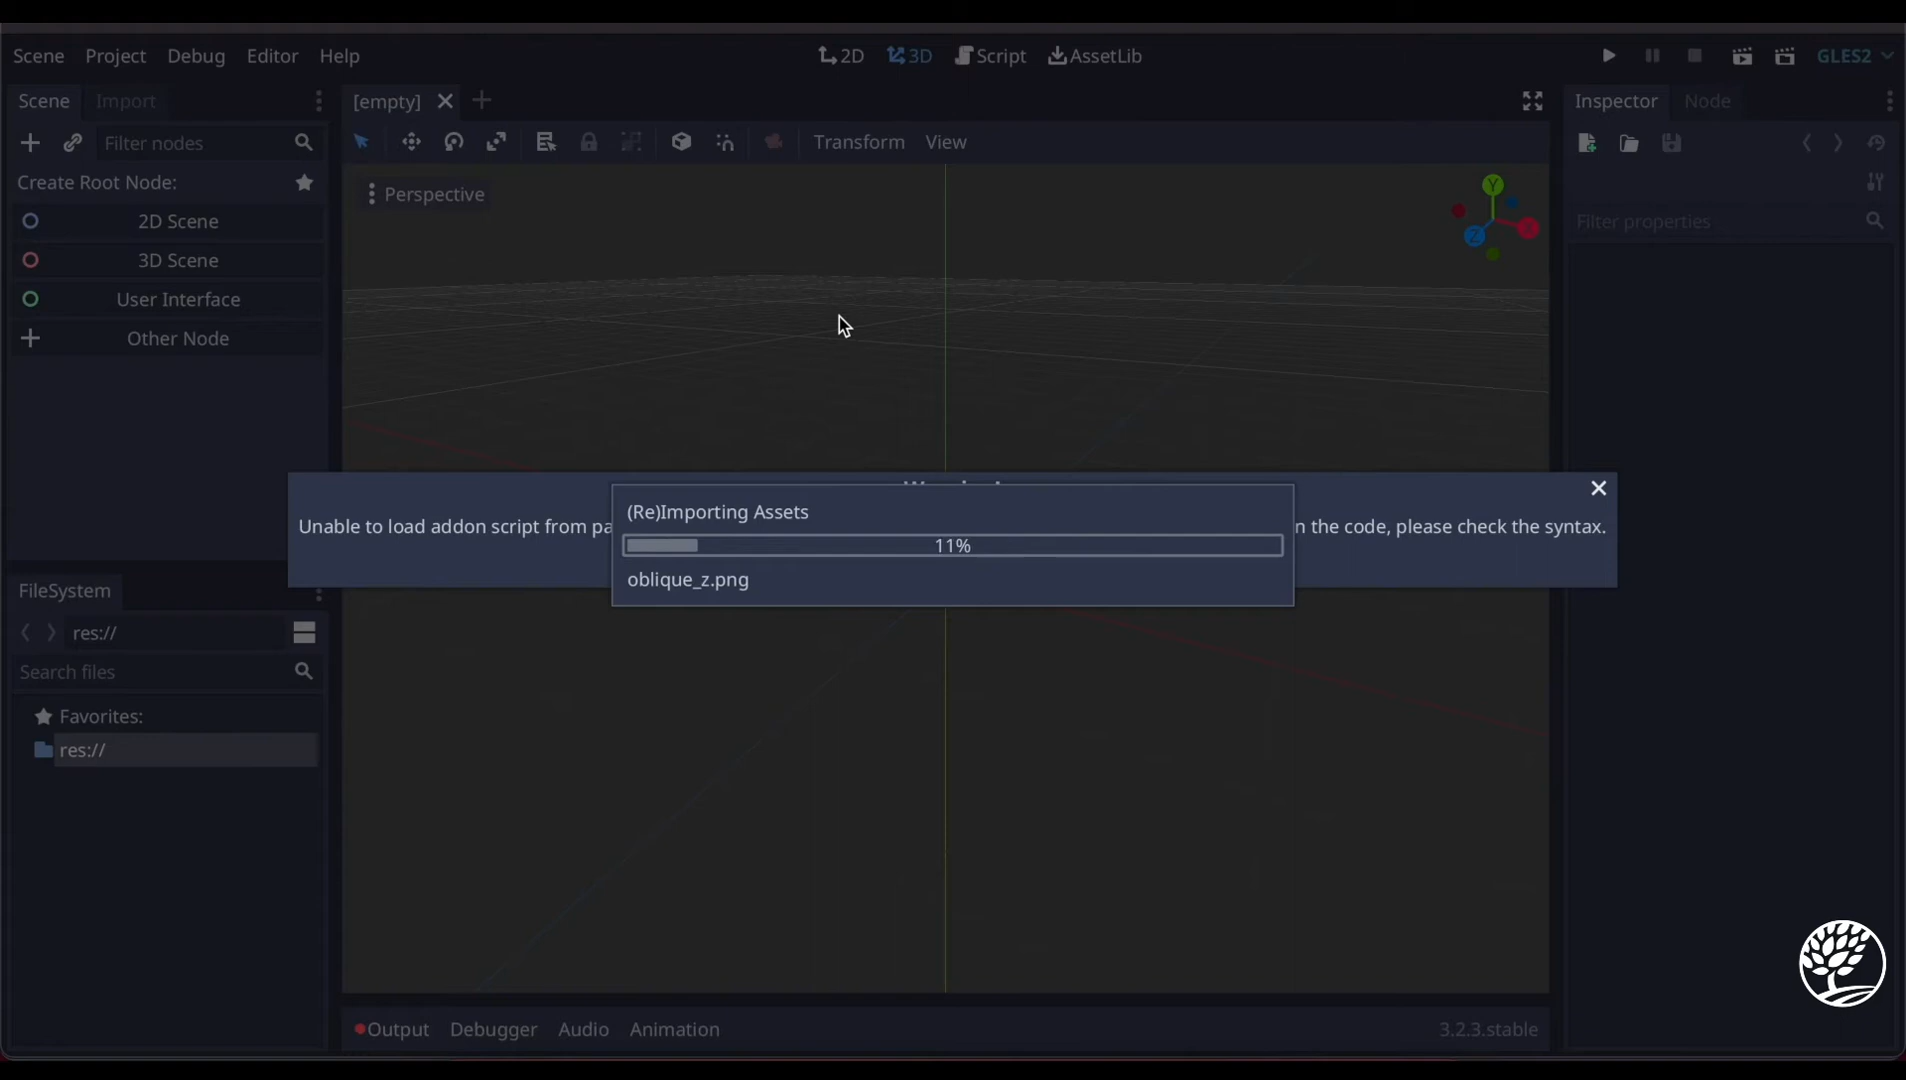 Scene Project Debug Editor Help 2D 3D Script AssetLib GLES2
Scene Import [empty] Inspector Node
Filter nodes Transform View
Create Root Node:
Perspective
Y
X
Z
2D Scene
Filter properties
3D Scene
User Interface
Other Node
(Re)Importing Assets
Unable to load addon script from pa
n the code, please check the syntax.
11%
oblique_z.png
FileSystem
res://
Search files
Favorites:
res://
Output Debugger Audio Animation 3.2.3.stable